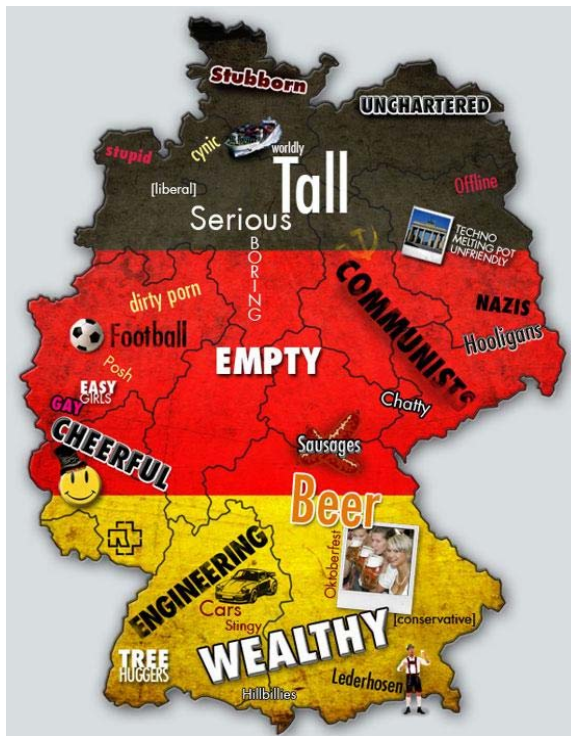 Stubborn
UNCHARTERED
stupid
cynic
worldly
Tall
Offline
[liberal]
Serious
BORING
TECHNO
MELTING POT
UNFRIENDLY
COMMUNISTS
dirty porn
NAZIS
Football
Hooligans
Posh
EMPTY
EASY
GIRLS
GAY
Chatty
CHEERFUL
Sausages
Beer
Oktoberfest
ENGINEERING
Cars
Stingy
WEALTHY
[conservative]
TREE
HUGGERS
Lederhosen
Hillbillies